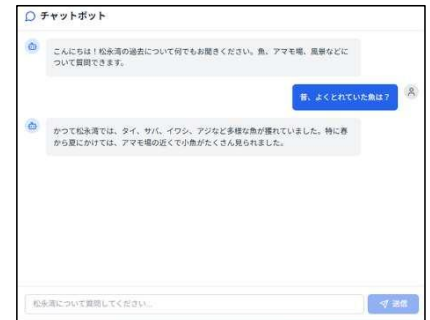 チャットボット
こんにちは！松永湾の過去について何でもお聞きください。魚、アマモ場、風景などに
ついて質問できます。
昔、よくとれていた魚は？
かつて松永湾では、タイ、サバ、イワシ、アジなど多様な魚が獲れていました。特に春
から夏にかけては、アマモ場の近くで小魚がたくさん見られました。
松永湾について質問してください...
送信